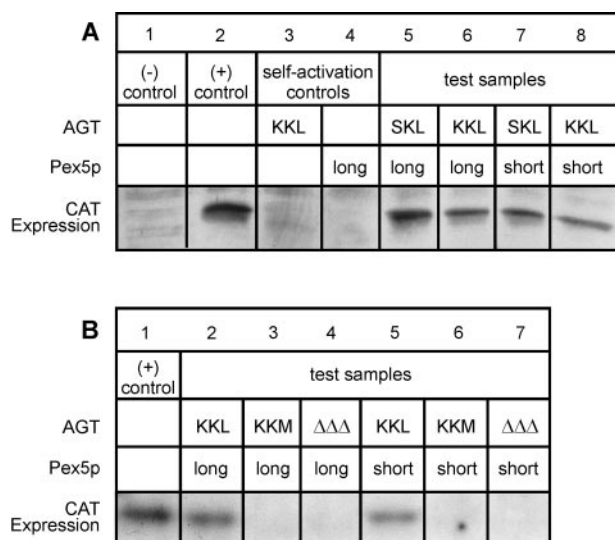 A
1 2 3 4 5 6 7 8
(-) control (+) control self-activation controls test samples
AGT KKL SKL KKL SKL KKL
Pex5p long long long short short
CAT Expression
B
1 2 3 4 5 6 7
(+) control test samples
AGT KKL KKM ΔΔΔ KKL KKM ΔΔΔ
Pex5p long long long short short short
CAT Expression